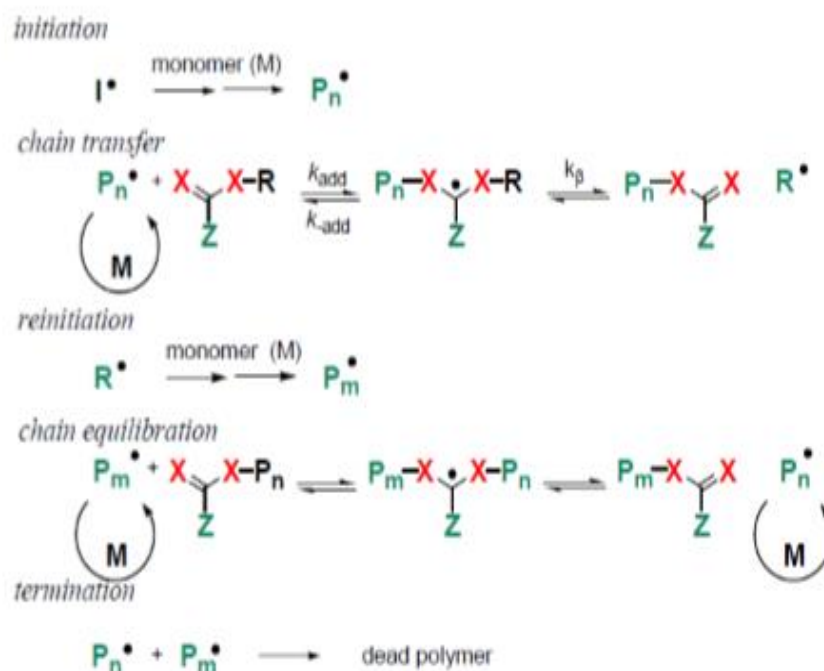 initiation
monomer (M)
I• Pn•
chain transfer
Pn• + X X–R kadd Pn–X X–R kβ Pn–X X R•
k-add
Z Z Z
M
reinitiation
monomer (M)
R• Pm•
chain equilibration
Pm• + X X–Pn Pm–X X–Pn Pm–X X Pn•
Z Z Z
M M
termination
Pn• + Pm• dead polymer